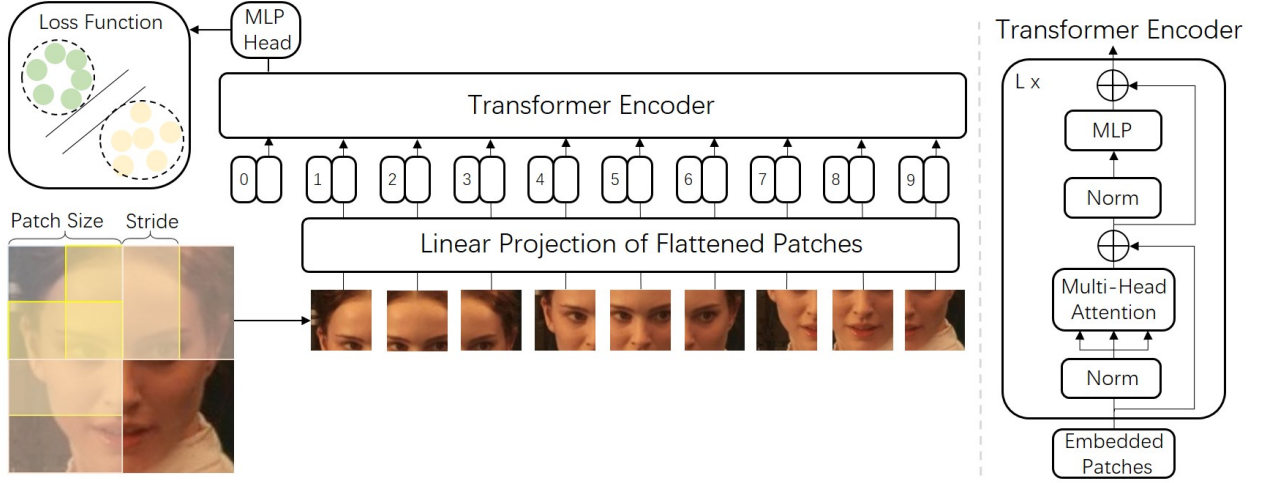 Loss Function
MLP
Head
Transformer Encoder
0 1 2 3 4 5 6 7 8 9
Patch Size Stride
Linear Projection of Flattened Patches
Transformer Encoder
L x
MLP
Norm
Multi-Head
Attention
Norm
Embedded
Patches